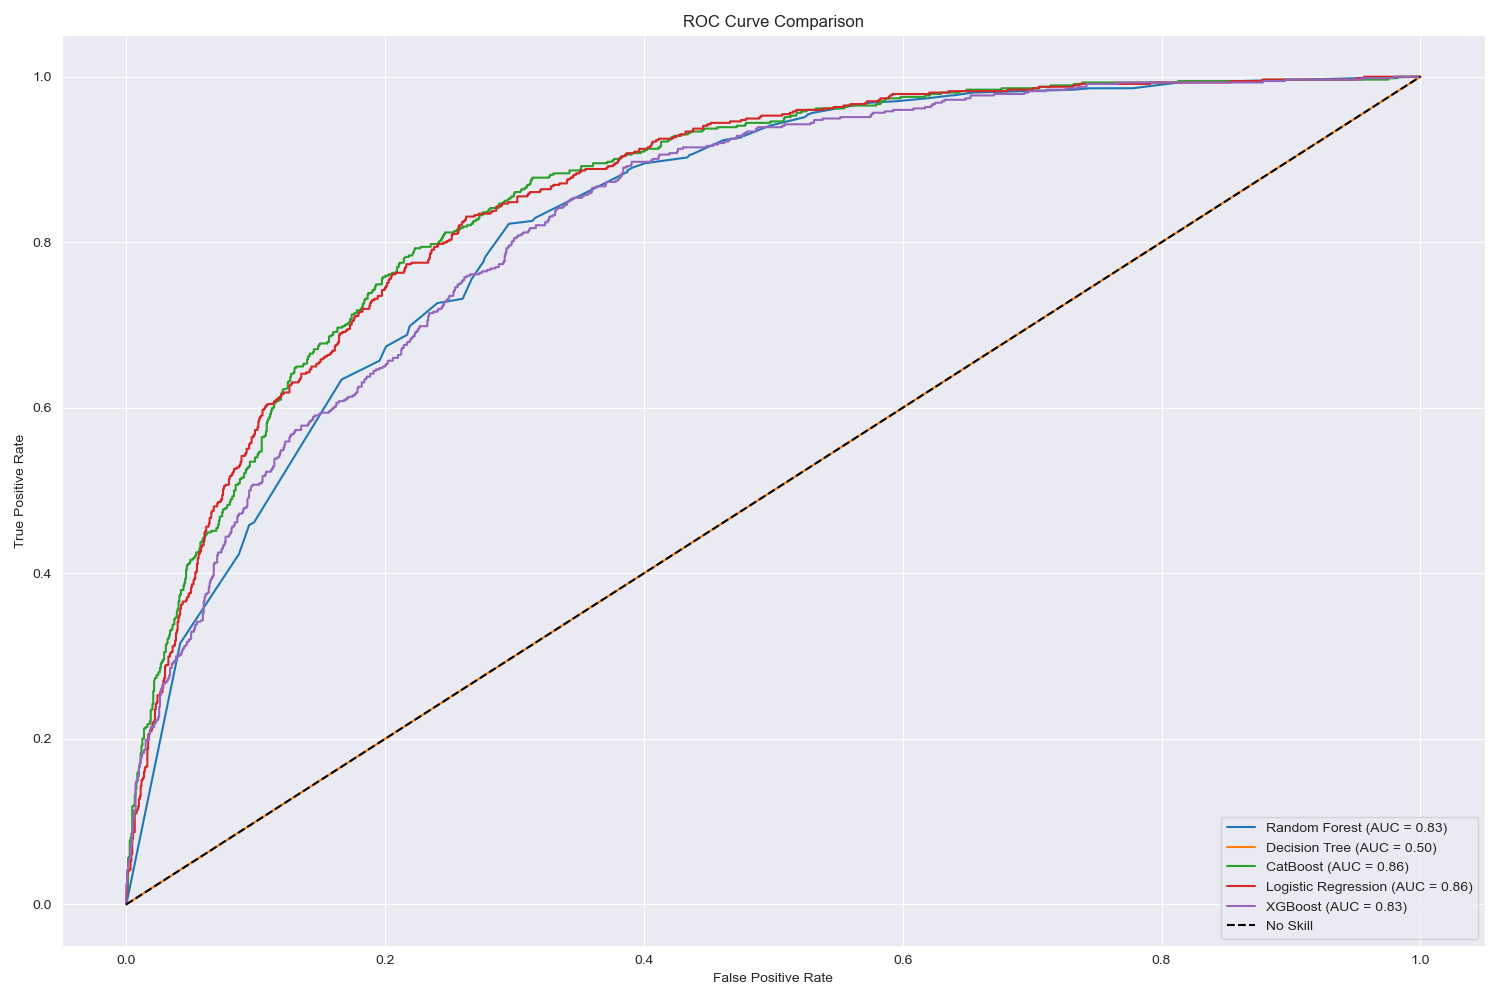 ROC Curve Comparison
True Positive Rate
1.0
0.8
0.6
0.4
0.2
0.0
0.0 0.2 0.4 0.6 0.8 1.0
False Positive Rate
Random Forest (AUC = 0.83)
Decision Tree (AUC = 0.50)
CatBoost (AUC = 0.86)
Logistic Regression (AUC = 0.86)
XGBoost (AUC = 0.83)
No Skill